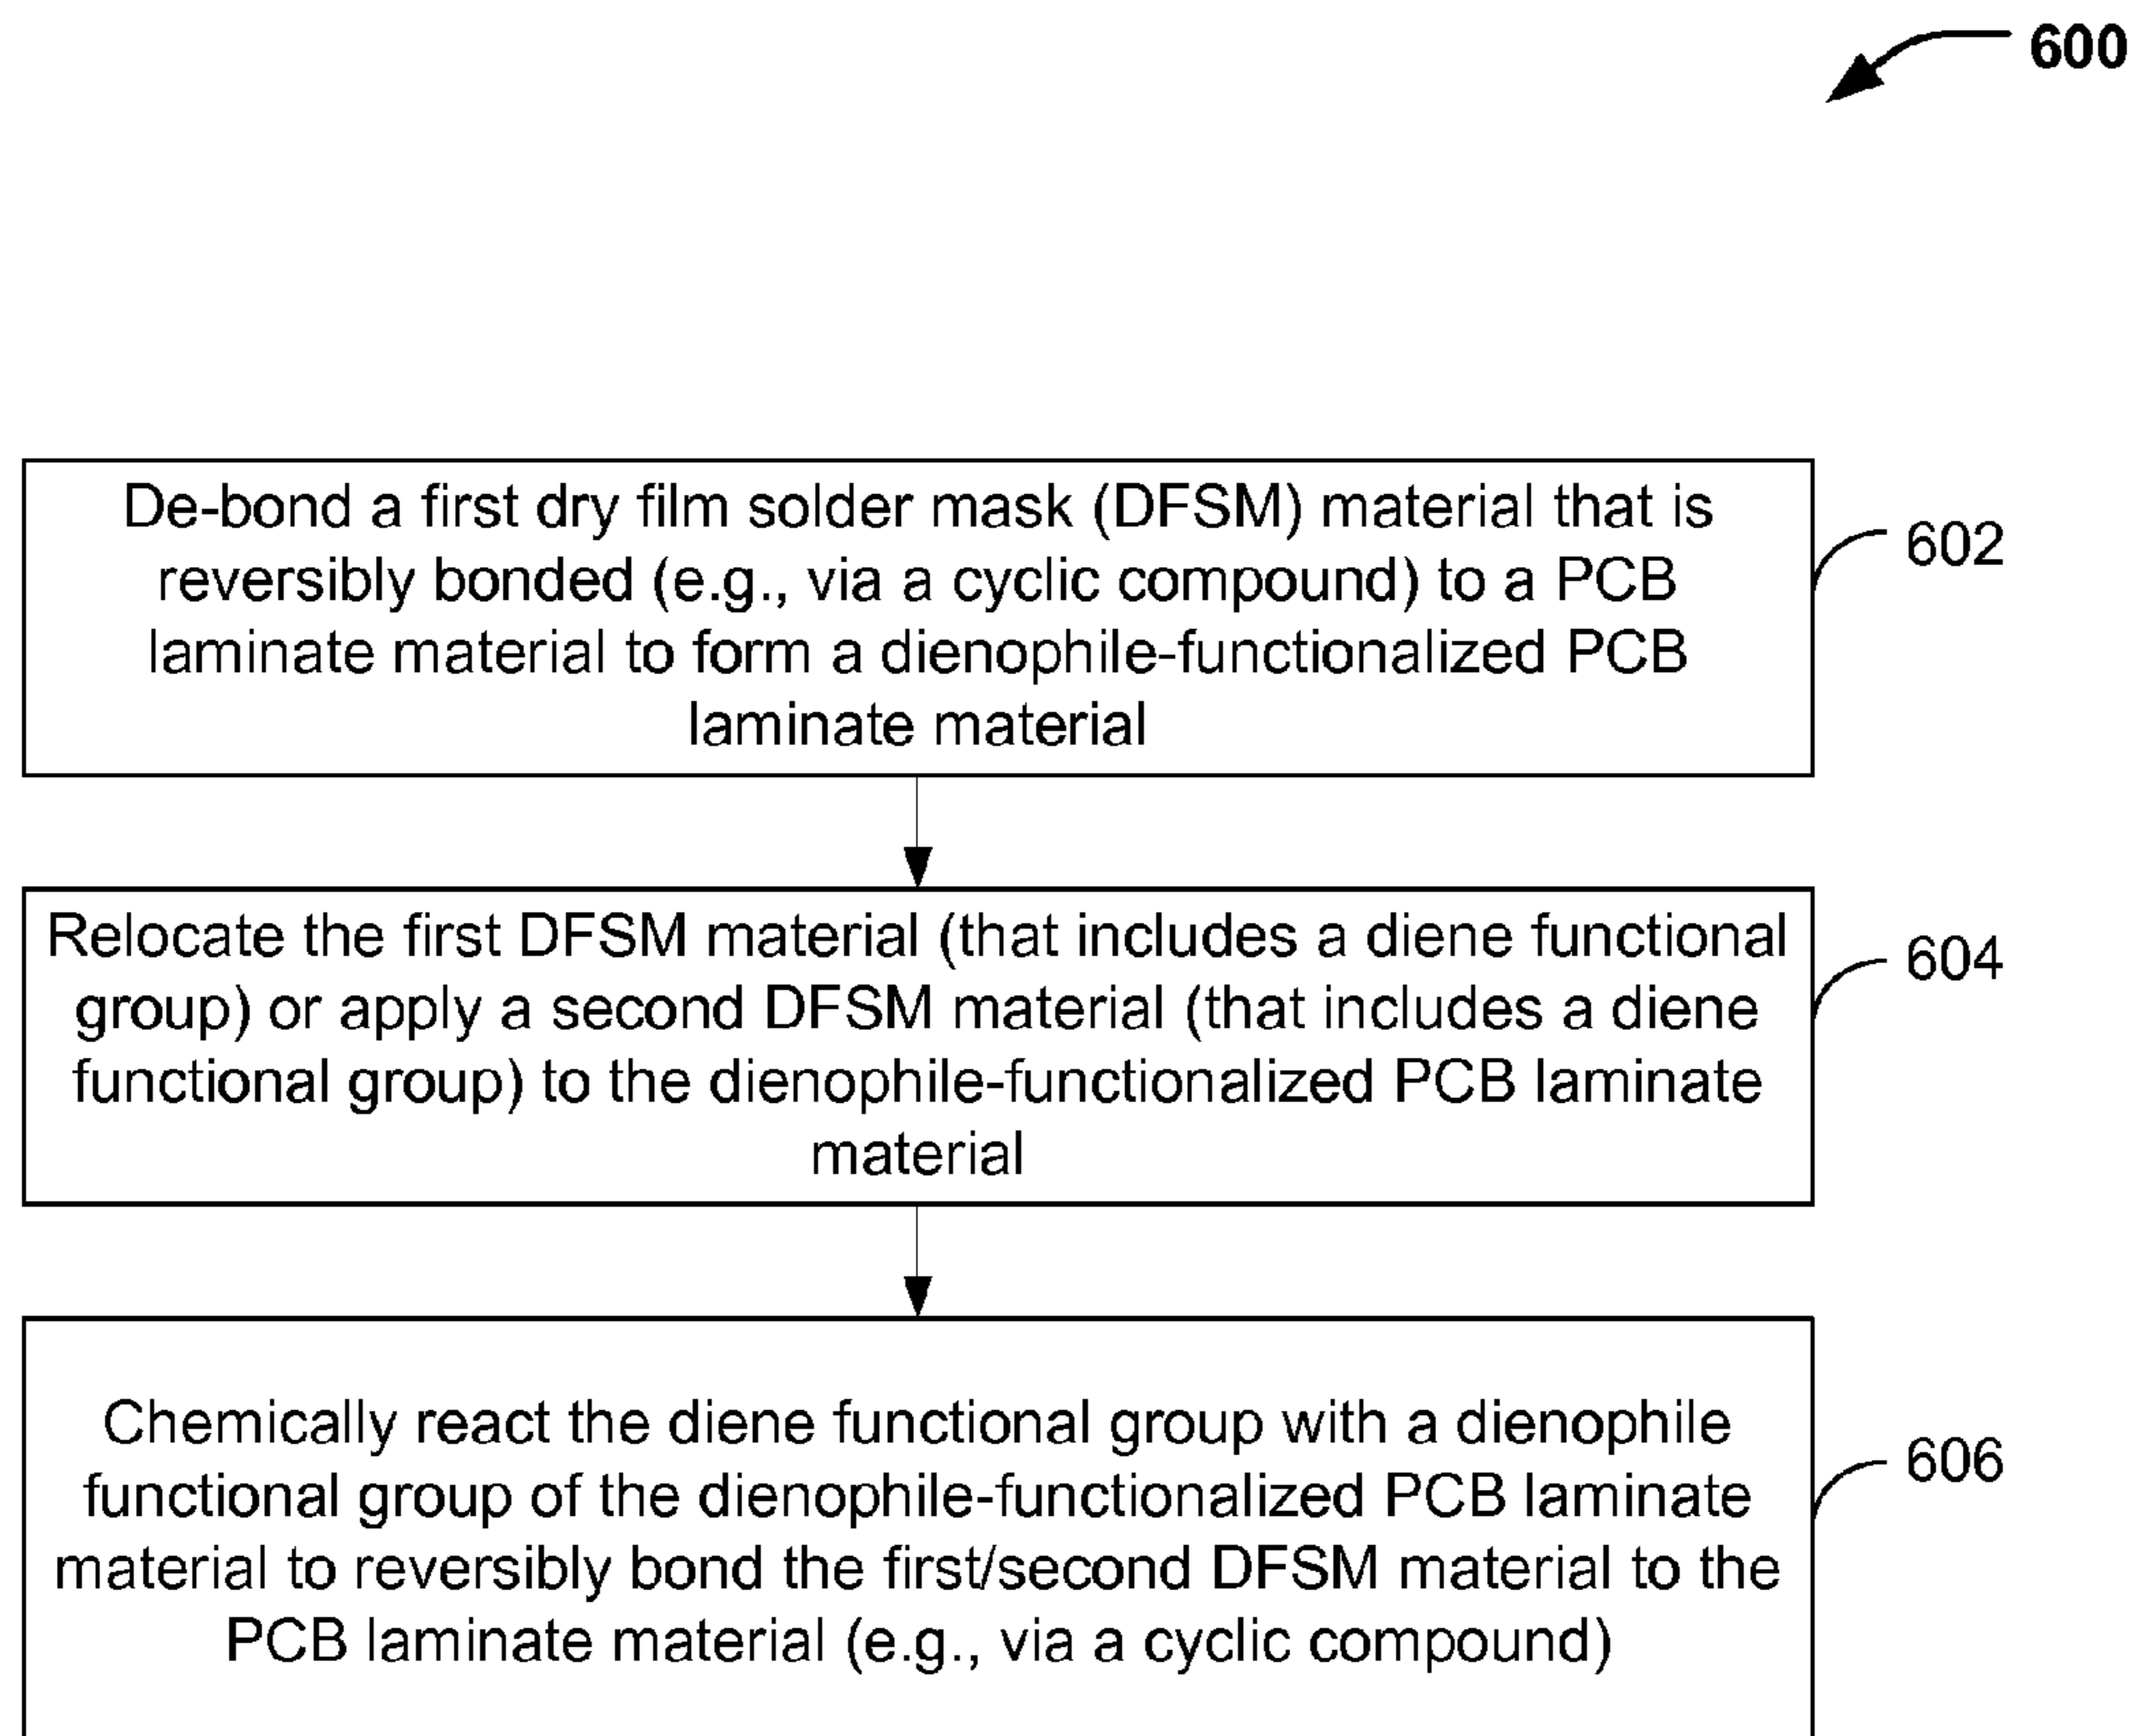 600
De-bond a first dry film solder mask (DFSM) material that is
reversibly bonded (e.g., via a cyclic compound) to a PCB
laminate material to form a dienophile-functionalized PCB
laminate material
602
Relocate the first DFSM material (that includes a diene functional
group) or apply a second DFSM material (that includes a diene
functional group) to the dienophile-functionalized PCB laminate
material
604
Chemically react the diene functional group with a dienophile
functional group of the dienophile-functionalized PCB laminate
material to reversibly bond the first/second DFSM material to the
PCB laminate material (e.g., via a cyclic compound)
606